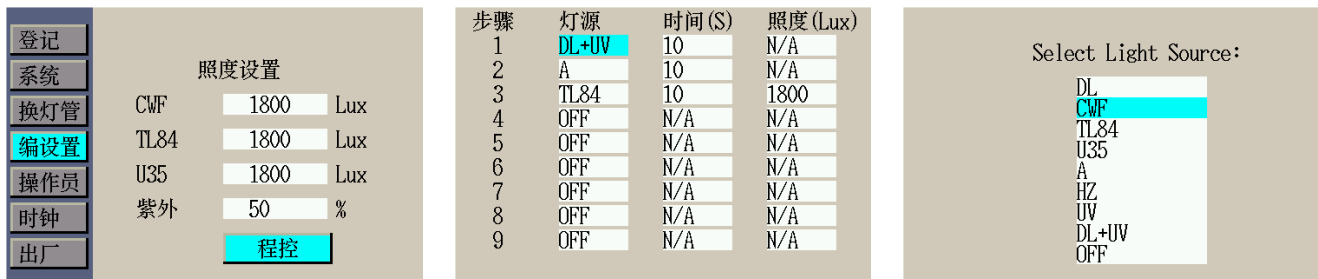 登记
系统
换灯管
编设置
操作员
时钟
出厂
照度设置
CWF 1800 Lux
TL84 1800 Lux
U35 1800 Lux
紫外 50 %
程控
步骤 灯源 时间(S) 照度(Lux)
1 DL+UV 10 N/A
2 A 10 N/A
3 TL84 10 1800
4 OFF N/A N/A
5 OFF N/A N/A
6 OFF N/A N/A
7 OFF N/A N/A
8 OFF N/A N/A
9 OFF N/A N/A
Select Light Source:
DL
CWF
TL84
U35
A
HZ
UV
DL+UV
OFF